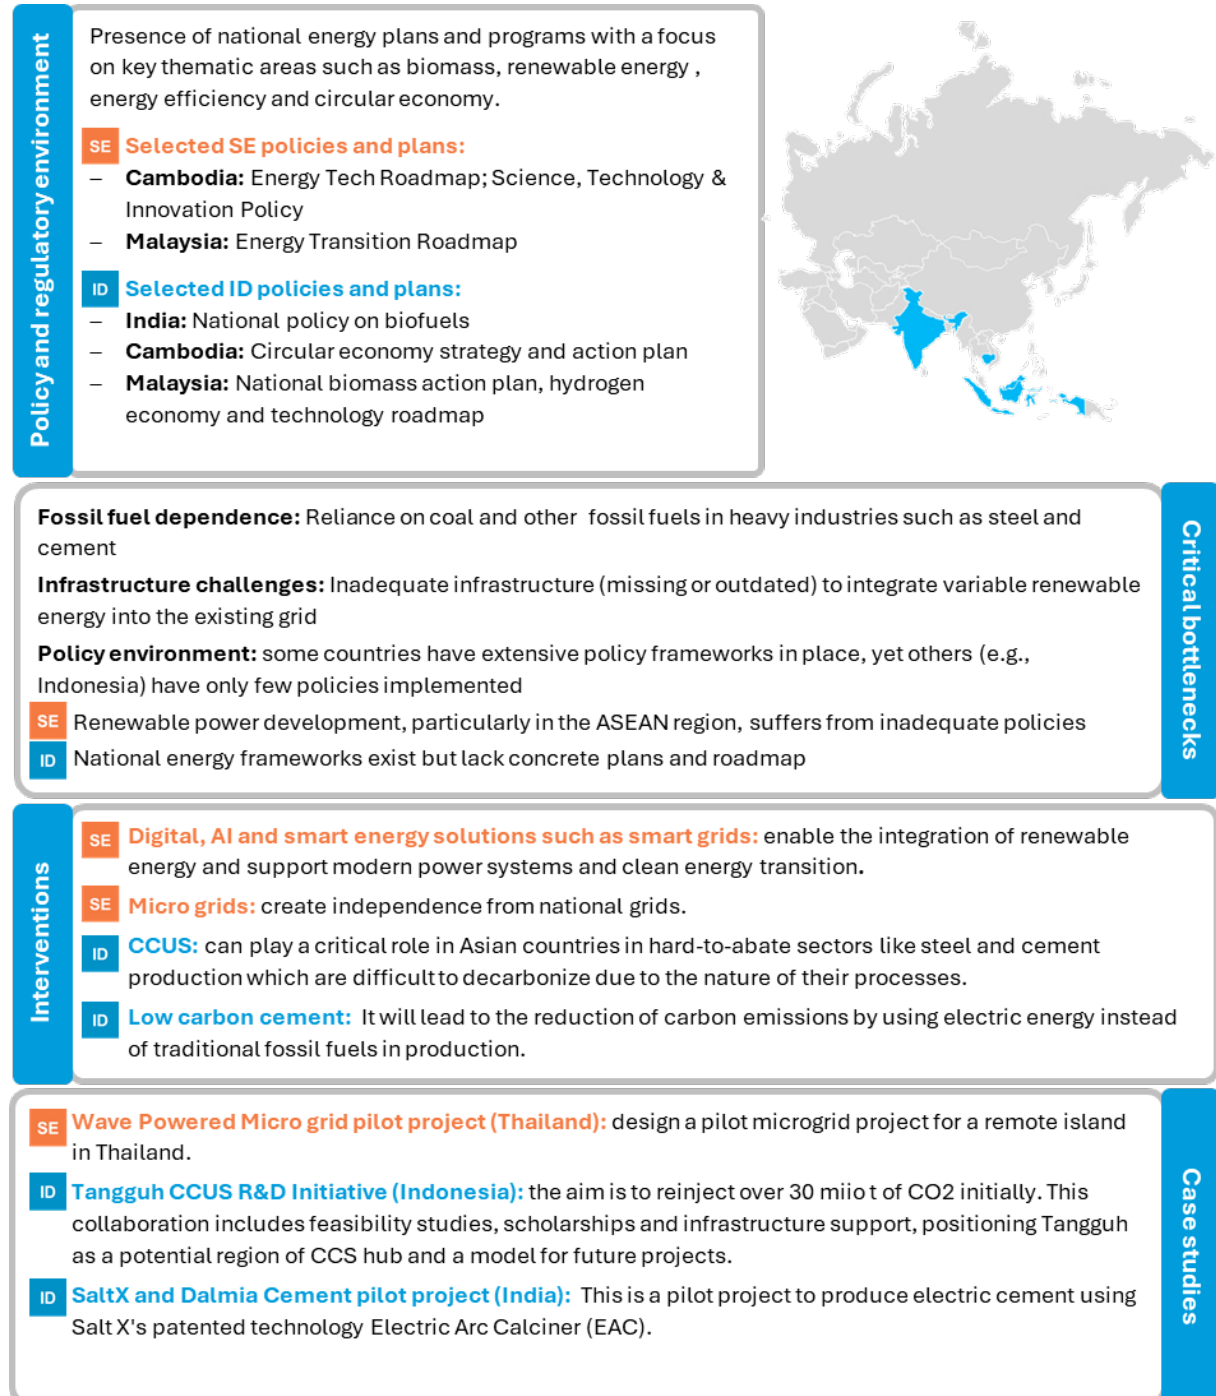 Policy and regulatory environment
Presence of national energy plans and programs with a focus
on key thematic areas such as biomass, renewable energy ,
energy efficiency and circular economy.
SE Selected SE policies and plans:
– Cambodia: Energy Tech Roadmap; Science, Technology &
Innovation Policy
– Malaysia: Energy Transition Roadmap
ID Selected ID policies and plans:
– India: National policy on biofuels
– Cambodia: Circular economy strategy and action plan
– Malaysia: National biomass action plan, hydrogen
economy and technology roadmap
Critical bottlenecks
Fossil fuel dependence: Reliance on coal and other fossil fuels in heavy industries such as steel and
cement
Infrastructure challenges: Inadequate infrastructure (missing or outdated) to integrate variable renewable
energy into the existing grid
Policy environment: some countries have extensive policy frameworks in place, yet others (e.g.,
Indonesia) have only few policies implemented
SE Renewable power development, particularly in the ASEAN region, suffers from inadequate policies
ID National energy frameworks exist but lack concrete plans and roadmap
Interventions
SE Digital, AI and smart energy solutions such as smart grids: enable the integration of renewable
energy and support modern power systems and clean energy transition.
SE Micro grids: create independence from national grids.
ID CCUS: can play a critical role in Asian countries in hard-to-abate sectors like steel and cement
production which are difficult to decarbonize due to the nature of their processes.
ID Low carbon cement: It will lead to the reduction of carbon emissions by using electric energy instead
of traditional fossil fuels in production.
Case studies
SE Wave Powered Micro grid pilot project (Thailand): design a pilot microgrid project for a remote island
in Thailand.
ID Tangguh CCUS R&D Initiative (Indonesia): the aim is to reinject over 30 miio t of CO2 initially. This
collaboration includes feasibility studies, scholarships and infrastructure support, positioning Tangguh
as a potential region of CCS hub and a model for future projects.
ID SaltX and Dalmia Cement pilot project (India): This is a pilot project to produce electric cement using
Salt X's patented technology Electric Arc Calciner (EAC).